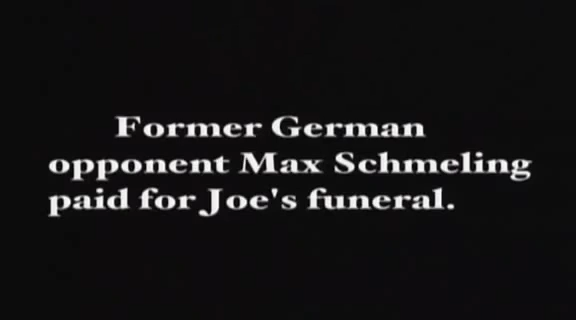 Former German
opponent Max Schmeling
paid for Joe's funeral.